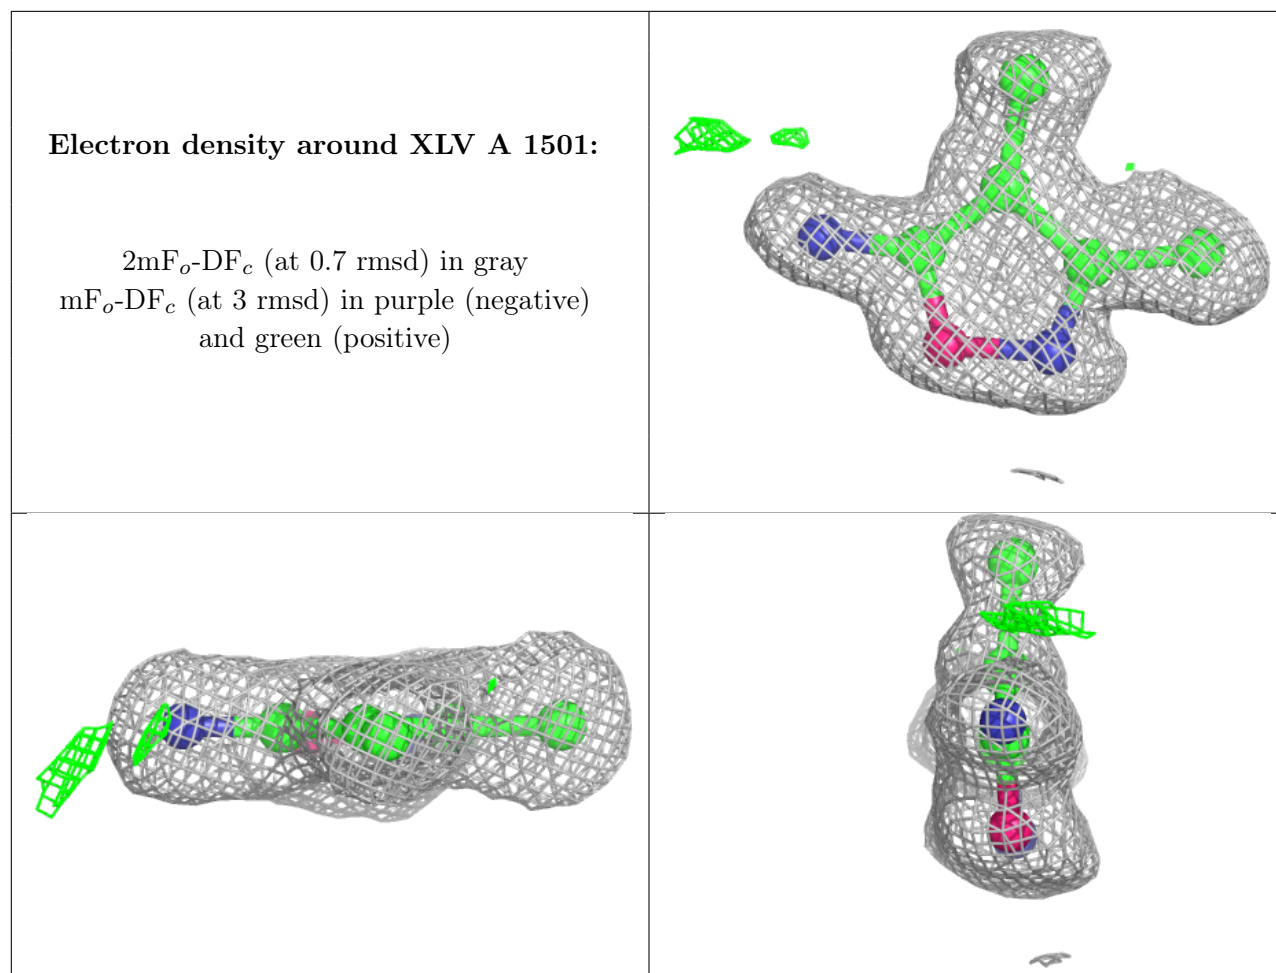 Electron density around XLV A 1501:
2mFₒ-DF𝒸 (at 0.7 rmsd) in gray
mFₒ-DF𝒸 (at 3 rmsd) in purple (negative)
and green (positive)